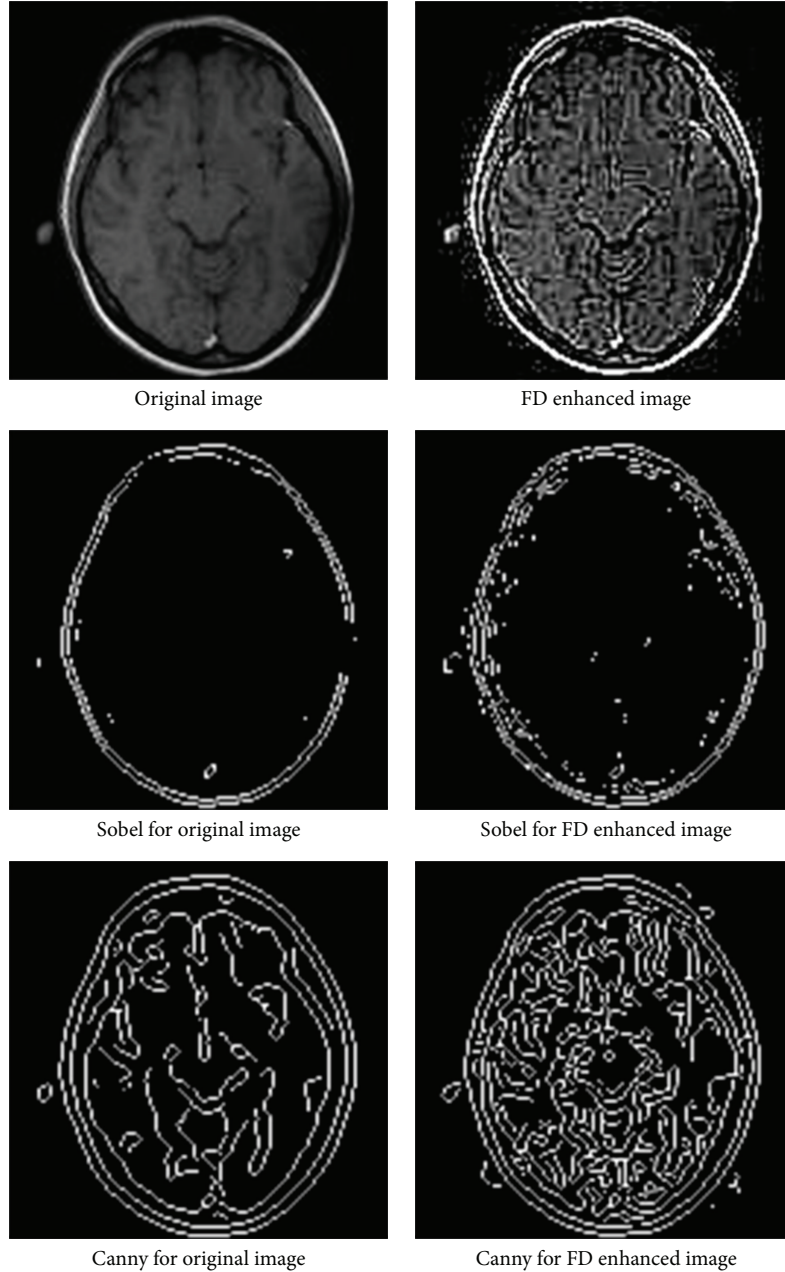 Original image
FD enhanced image
Sobel for original image
Sobel for FD enhanced image
Canny for original image
Canny for FD enhanced image